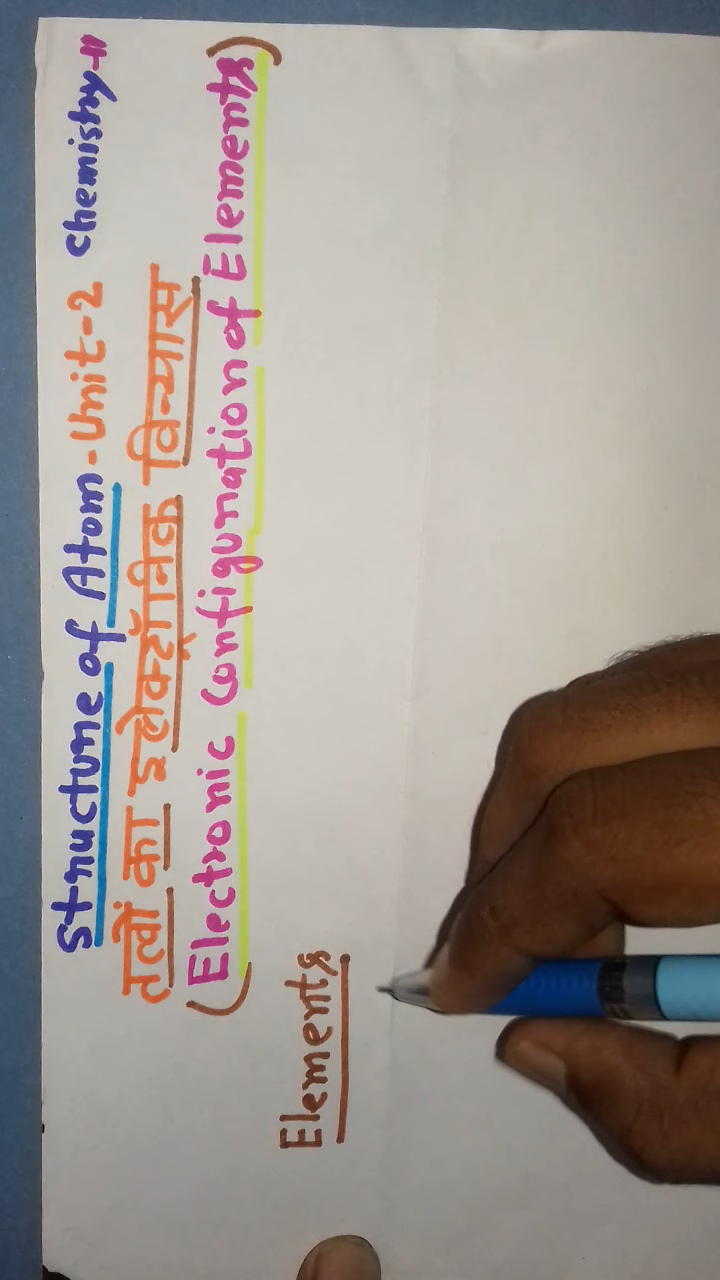 Structure of Atom-Unit-2 Chemistry-11
तत्वों का इलेक्ट्रॉनिक विन्यास
(Electronic Configuration of Elements)
Elements